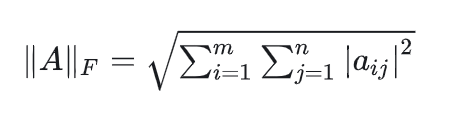 ‖A‖_F = √(∑_{i=1}^{m} ∑_{j=1}^{n} |a_{ij}|^2)